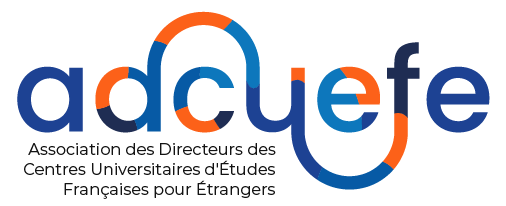 adcuefe
Association des Directeurs des
Centres Universitaires d'Études
Françaises pour Étrangers